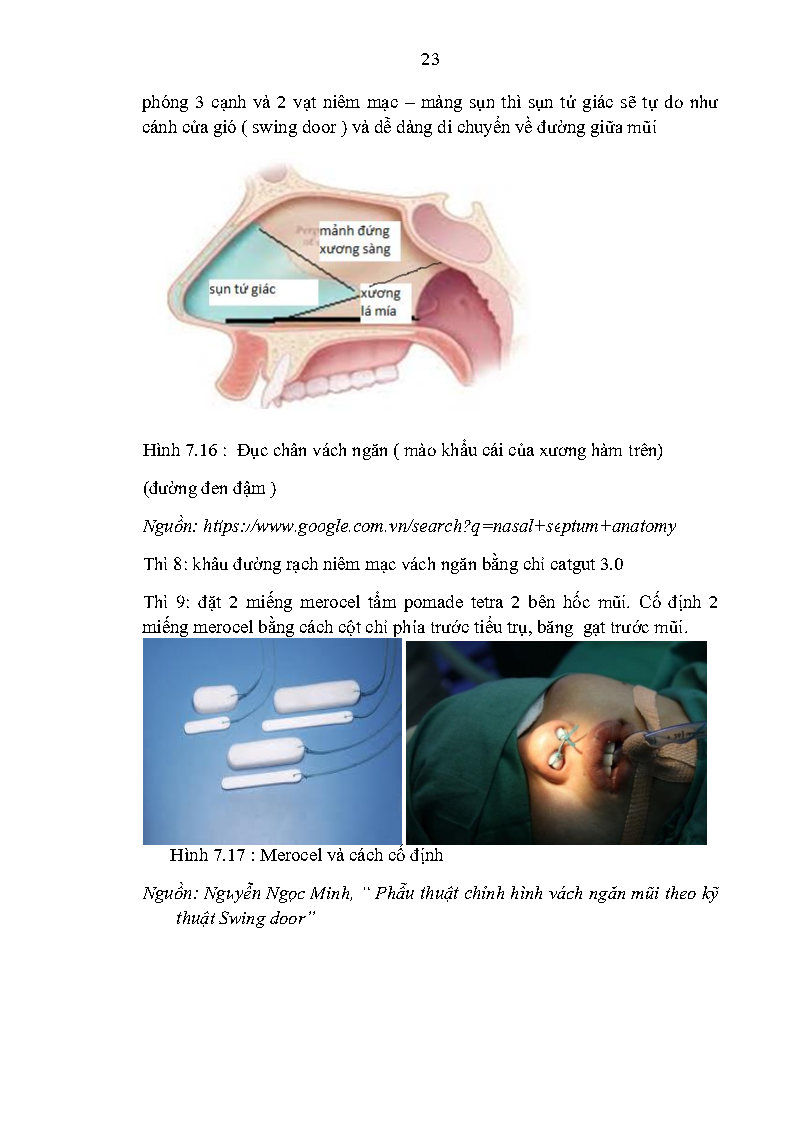 23
phóng 3 cạnh và 2 vạt niêm mạc – màng sụn thì sụn tứ giác sẽ tự do như
cánh cửa gió ( swing door ) và dễ dàng di chuyển về đường giữa mũi
mảnh đứng
xương sàng
sụn tứ giác
xương
lá mía
Hình 7.16 : Đục chân vách ngăn ( mào khẩu cái của xương hàm trên)
(đường đen đậm )
Nguồn: https://www.google.com.vn/search?q=nasal+septum+anatomy
Thì 8: khâu đường rạch niêm mạc vách ngăn bằng chỉ catgut 3.0
Thì 9: đặt 2 miếng merocel tẩm pomade tetra 2 bên hốc mũi. Cố định 2
miếng merocel bằng cách cột chỉ phía trước tiểu trụ, băng gạt trước mũi.
Hình 7.17 : Merocel và cách cố định
Nguồn: Nguyễn Ngọc Minh, “ Phẫu thuật chỉnh hình vách ngăn mũi theo kỹ
thuật Swing door”